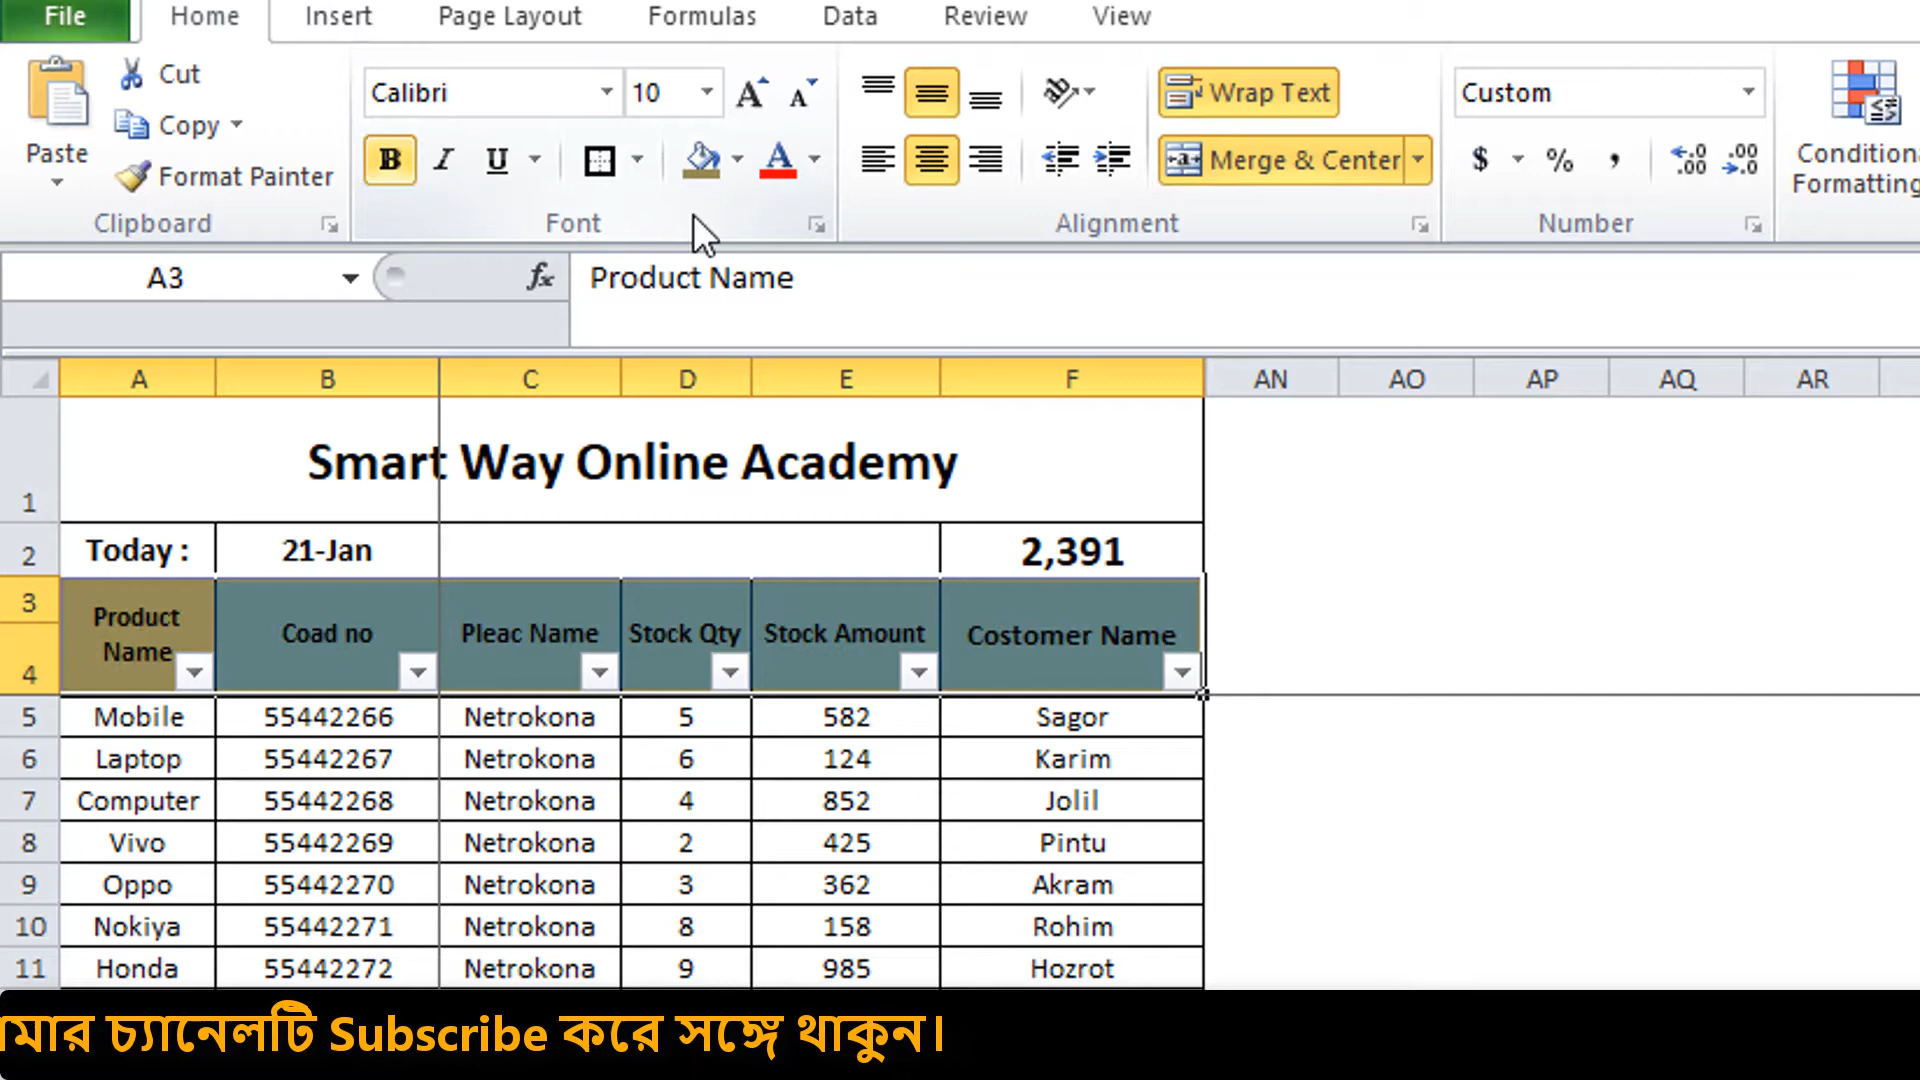 File Home Insert Page Layout Formulas Data Review View
Cut
Copy
Format Painter
Paste
Clipboard
Calibri 10
B I U
Font
Wrap Text
Merge & Center
Alignment
Custom
$ % ,
Number
Formatting
A3 fx Product Name
A B C D E F AN AO AP AQ AR
1 Smart Way Online Academy
2 Today : 21-Jan 2,391
3
4
Product Name Coad no Pleac Name Stock Qty Stock Amount Costomer Name
5 Mobile 55442266 Netrokona 5 582 Sagor
6 Laptop 55442267 Netrokona 6 124 Karim
7 Computer 55442268 Netrokona 4 852 Jolil
8 Vivo 55442269 Netrokona 2 425 Pintu
9 Oppo 55442270 Netrokona 3 362 Akram
10 Nokiya 55442271 Netrokona 8 158 Rohim
11 Honda 55442272 Netrokona 9 985 Hozrot
মার চ্যানেলটি Subscribe করে সঙ্গে থাকুন।